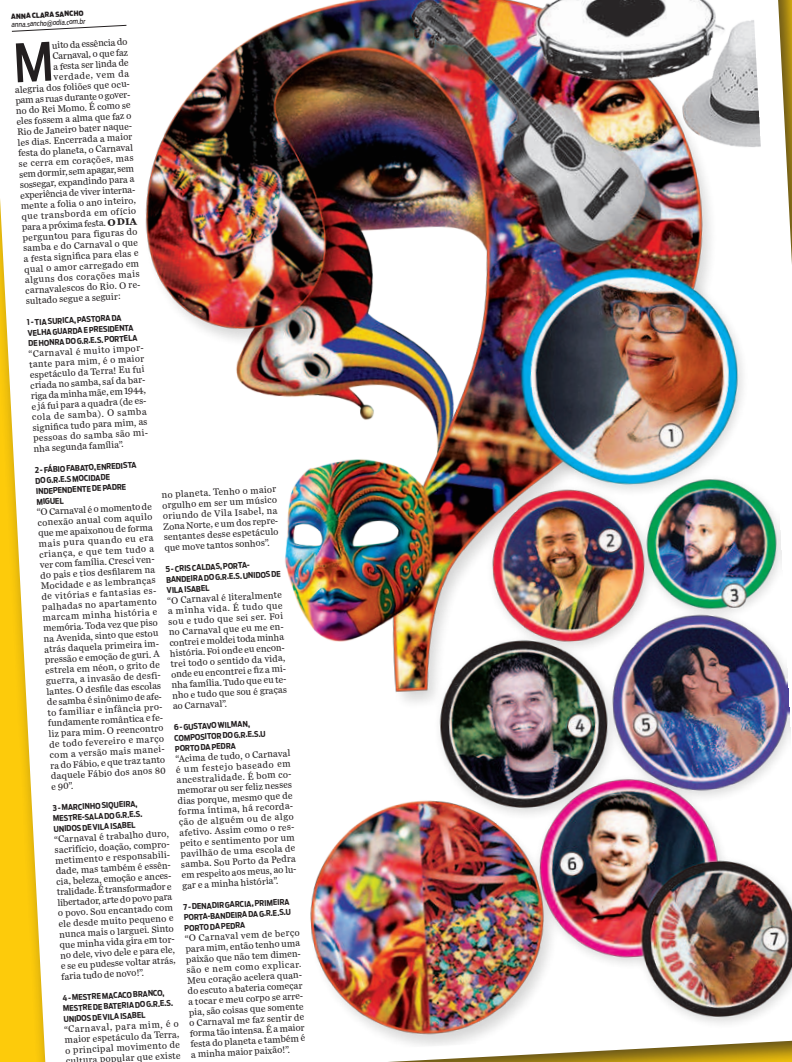 ANNA CLARA SANCHO
anna.sancho@odia.com.br
Muito da essência do
Carnaval, o que faz
a festa ser linda de
verdade, vem da
alegria dos foliões que ocu-
pam as ruas durante o gover-
no do Rei Momo. É como se
eles fossem a alma que faz o
Rio de Janeiro bater naque-
les dias. Encerrada a maior
festa do planeta, o Carnaval
se cerra em corações, mas
sem dormir, sem apagar, sem
sossegar, expandindo para a
experiência de viver interna-
mente a folia o ano inteiro,
que transborda em ofício
para a próxima festa. O DIA
perguntou para figuras do
samba e do Carnaval o que
a festa significa para elas e
qual o amor carregado em
alguns dos corações mais
carnavalescos do Rio. O re-
sultado segue a seguir:
1 - TIA SURICA, PASTORA DA
VELHA GUARDA E PRESIDENTA
DE HONRA DO G.R.E.S. PORTELA
“Carnaval é muito impor-
tante para mim, é o maior
espetáculo da Terra! Eu fui
criada no samba, saí da bar-
riga da minha mãe, em 1944,
e já fui para a quadra (de es-
cola de samba). O samba
significa tudo para mim, as
pessoas do samba são mi-
nha segunda família”.
2 - FÁBIO FABATO, ENREDISTA
DO G.R.E.S MOCIDADE
INDEPENDENTE DE PADRE
MIGUEL
“O Carnaval é o momento de
conexão anual com aquilo
que me apaixonou de forma
mais pura quando eu era
criança, e que tem tudo a
ver com família. Cresci ven-
do pais e tios desfilarem na
Mocidade e as lembranças
de vitórias e fantasias es-
palhadas no apartamento
marcam minha história e
memória. Toda vez que piso
na Avenida, sinto que estou
atrás daquela primeira im-
pressão e emoção de guri. A
estrela em néon, o grito de
guerra, a invasão de desfi-
lantes. O desfile das escolas
de samba é sinônimo de afe-
to familiar e infância pro-
fundamente romântica e fe-
liz para mim. O reencontro
de todo fevereiro e março
com a versão mais manei-
ra do Fábio, e que traz tanto
daquele Fábio dos anos 80
e 90”.
3 - MARCINHO SIQUEIRA,
MESTRE-SALA DO G.R.E.S.
UNIDOS DE VILA ISABEL
“Carnaval é trabalho duro,
sacrifício, doação, compro-
metimento e responsabili-
dade, mas também é essên-
cia, beleza, emoção e ances-
tralidade. É transformador e
libertador, arte do povo para
o povo. Sou encantado com
ele desde muito pequeno e
nunca mais o larguei. Sinto
que minha vida gira em tor-
no dele, vivo dele e para ele,
e se eu pudesse voltar atrás,
faria tudo de novo!”.
4 - MESTRE MACACO BRANCO,
MESTRE DE BATERIA DO G.R.E.S.
UNIDOS DE VILA ISABEL
“Carnaval, para mim, é o
maior espetáculo da Terra,
o principal movimento de
cultura popular que existe
no planeta. Tenho o maior
orgulho em ser um músico
oriundo de Vila Isabel, na
Zona Norte, e um dos repre-
sentantes desse espetáculo
que move tantos sonhos”.
5 - CRIS CALDAS, PORTA-
BANDEIRA DO G.R.E.S. UNIDOS DE
VILA ISABEL
“O Carnaval é literalmente
a minha vida. É tudo que
sou e tudo que sei ser. Foi
no Carnaval que eu me en-
contrei e moldei toda minha
história. Foi onde eu encon-
trei todo o sentido da vida,
onde eu encontrei e fiz a mi-
nha família. Tudo que eu te-
nho e tudo que sou é graças
ao Carnaval”.
6 - GUSTAVO WILMAN,
COMPOSITOR DO G.R.E.S.U
PORTO DA PEDRA
“Acima de tudo, o Carnaval
é um festejo baseado em
ancestralidade. É bom co-
memorar ou ser feliz nesses
dias porque, mesmo que de
forma íntima, há recorda-
ção de alguém ou de algo
afetivo. Assim como o res-
peito e sentimento por um
pavilhão de uma escola de
samba. Sou Porto da Pedra
em respeito aos meus, ao lu-
gar e a minha história”.
7 - DENADIR GARCIA, PRIMEIRA
PORTA-BANDEIRA DA G.R.E.S.U
PORTO DA PEDRA
“O Carnaval vem de berço
para mim, então tenho uma
paixão que não tem dimen-
são e nem como explicar.
Meu coração acelera quan-
do escuto a bateria começar
a tocar e meu corpo se arre-
pia, são coisas que somente
o Carnaval me faz sentir de
forma tão intensa. É a maior
festa do planeta e também é
a minha maior paixão!”.
1
2
3
4
5
6
7